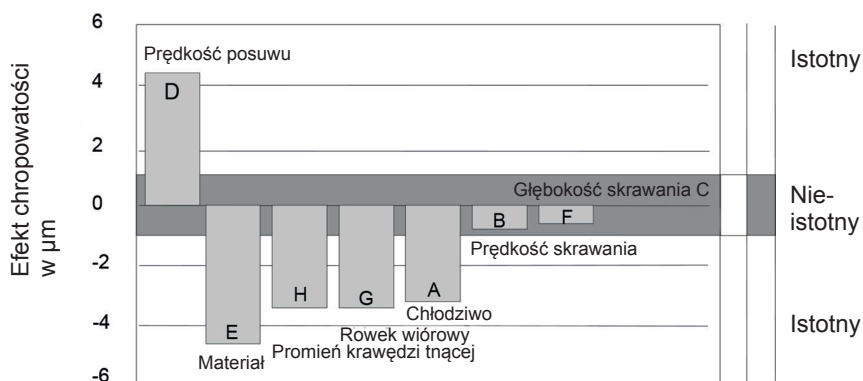 Efekt chropowatości
w µm
6
4
2
0
-2
-4
-6
Prędkość posuwu
D
Głębokość skrawania C
B
F
Prędkość skrawania
H
G
A
Chłodziwo
E
Rowek wiórowy
Materiał
Promień krawędzi tnącej
Istotny
Nie-
istotny
Istotny